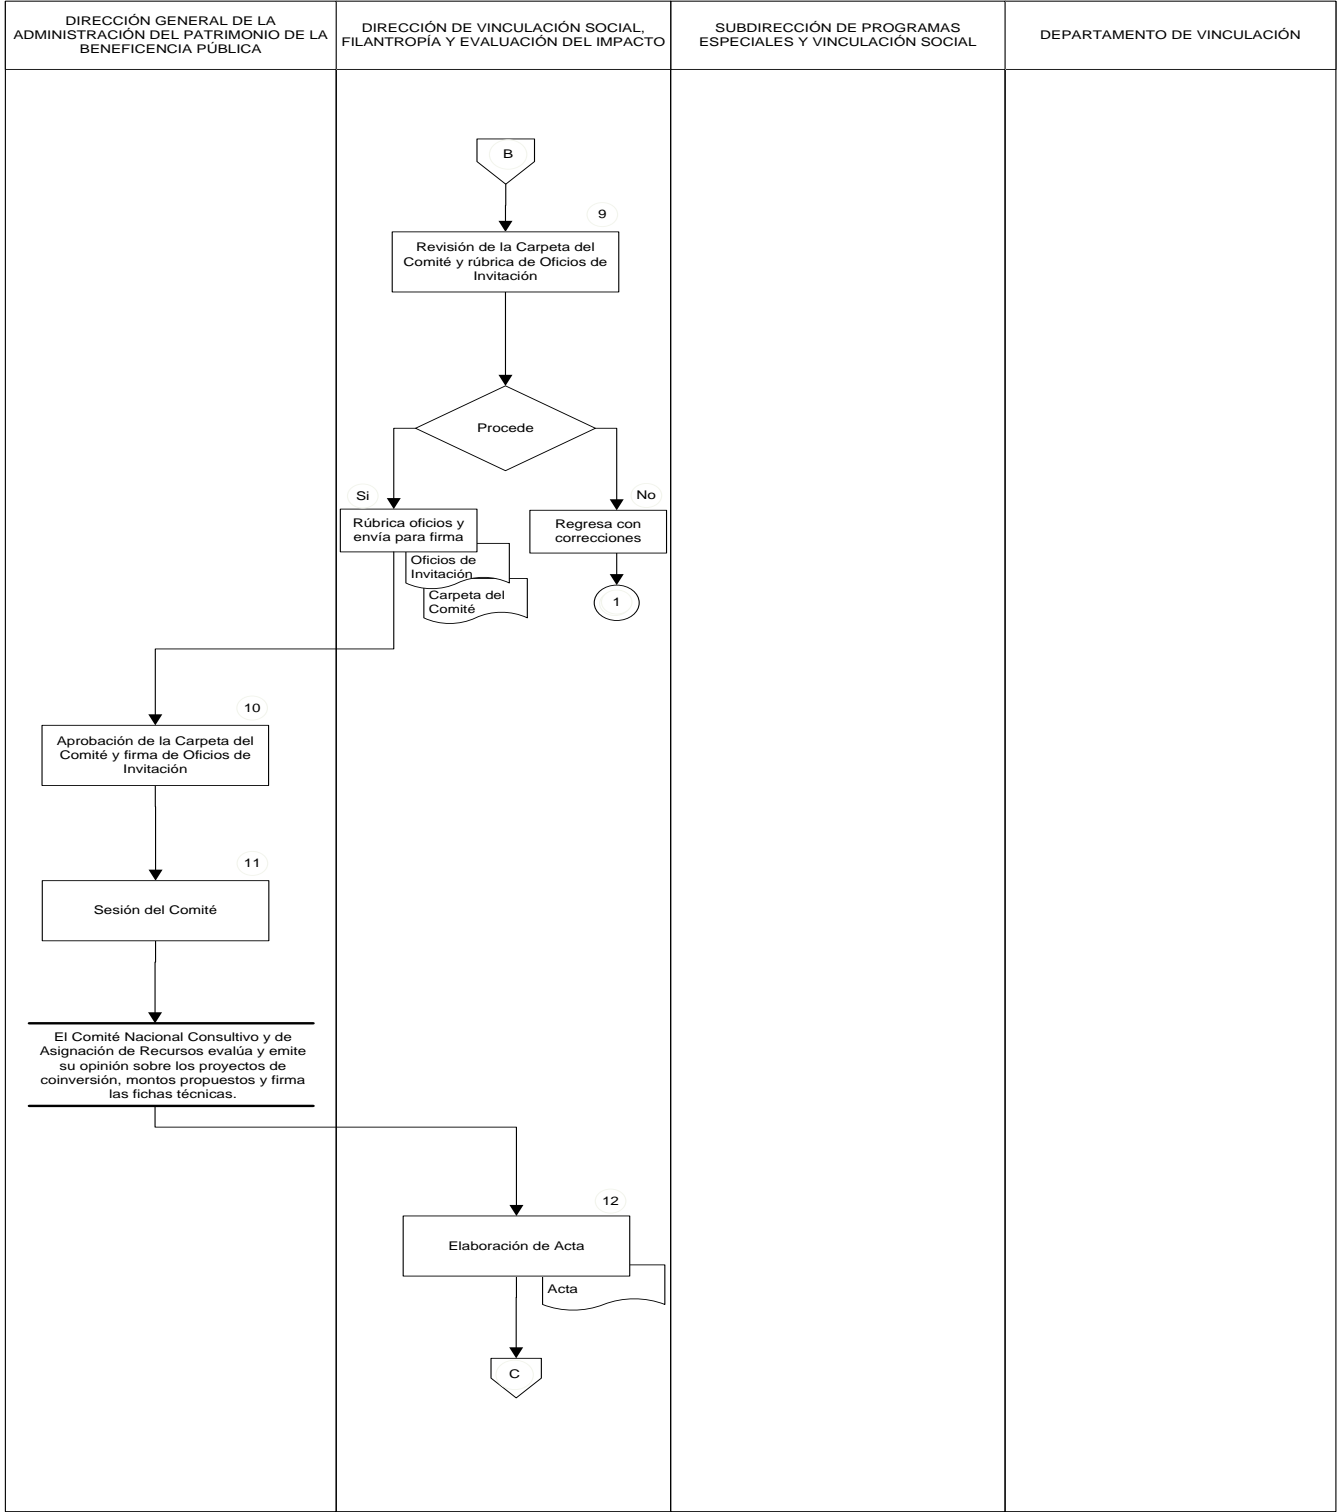 DIRECCIÓN GENERAL DE LA
ADMINISTRACIÓN DEL PATRIMONIO DE LA
BENEFICENCIA PÚBLICA
DIRECCIÓN DE VINCULACIÓN SOCIAL,
FILANTROPÍA Y EVALUACIÓN DEL IMPACTO
SUBDIRECCIÓN DE PROGRAMAS
ESPECIALES Y VINCULACIÓN SOCIAL
DEPARTAMENTO DE VINCULACIÓN
B
9
Revisión de la Carpeta del
Comité y rúbrica de Oficios de
Invitación
Procede
Si
No
Rúbrica oficios y
envía para firma
Regresa con
correcciones
Oficios de
Invitación
Carpeta del
Comité
1
10
Aprobación de la Carpeta del
Comité y firma de Oficios de
Invitación
11
Sesión del Comité
El Comité Nacional Consultivo y de
Asignación de Recursos evalúa y emite
su opinión sobre los proyectos de
coinversión, montos propuestos y firma
las fichas técnicas.
12
Elaboración de Acta
Acta
C